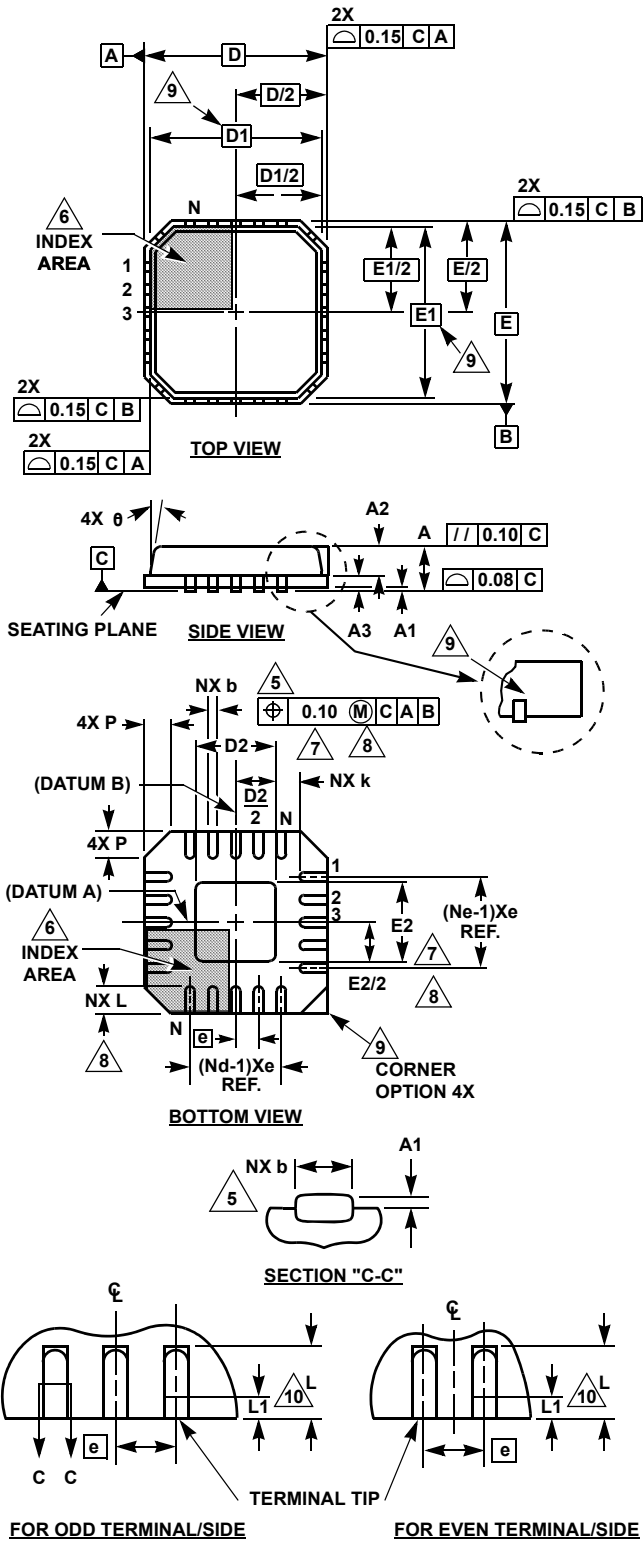 2X
⌓ 0.15 C A
A
D
D/2
9
D1
D1/2
2X
⌓ 0.15 C B
6
INDEX
AREA
N
1
2
3
E1/2
E/2
E1
E
9
2X
⌓ 0.15 C B
2X
⌓ 0.15 C A
B
TOP VIEW
4X θ
A2
A
// 0.10 C
C
⌓ 0.08 C
SEATING PLANE
SIDE VIEW
A3
A1
9
NX b
5
⌖ 0.10 Ⓜ C A B
4X P
D2
7
8
(DATUM B)
D2
2
NX k
N
4X P
1
2
3
(DATUM A)
(Ne-1)Xe
REF.
6
INDEX
AREA
E2
7
E2/2
8
NX L
8
N
e
(Nd-1)Xe
REF.
9
CORNER
OPTION 4X
BOTTOM VIEW
NX b
A1
5
SECTION "C-C"
C
L
C
L
L1
10
L
L1
10
L
e
C
C
e
TERMINAL TIP
FOR ODD TERMINAL/SIDE
FOR EVEN TERMINAL/SIDE